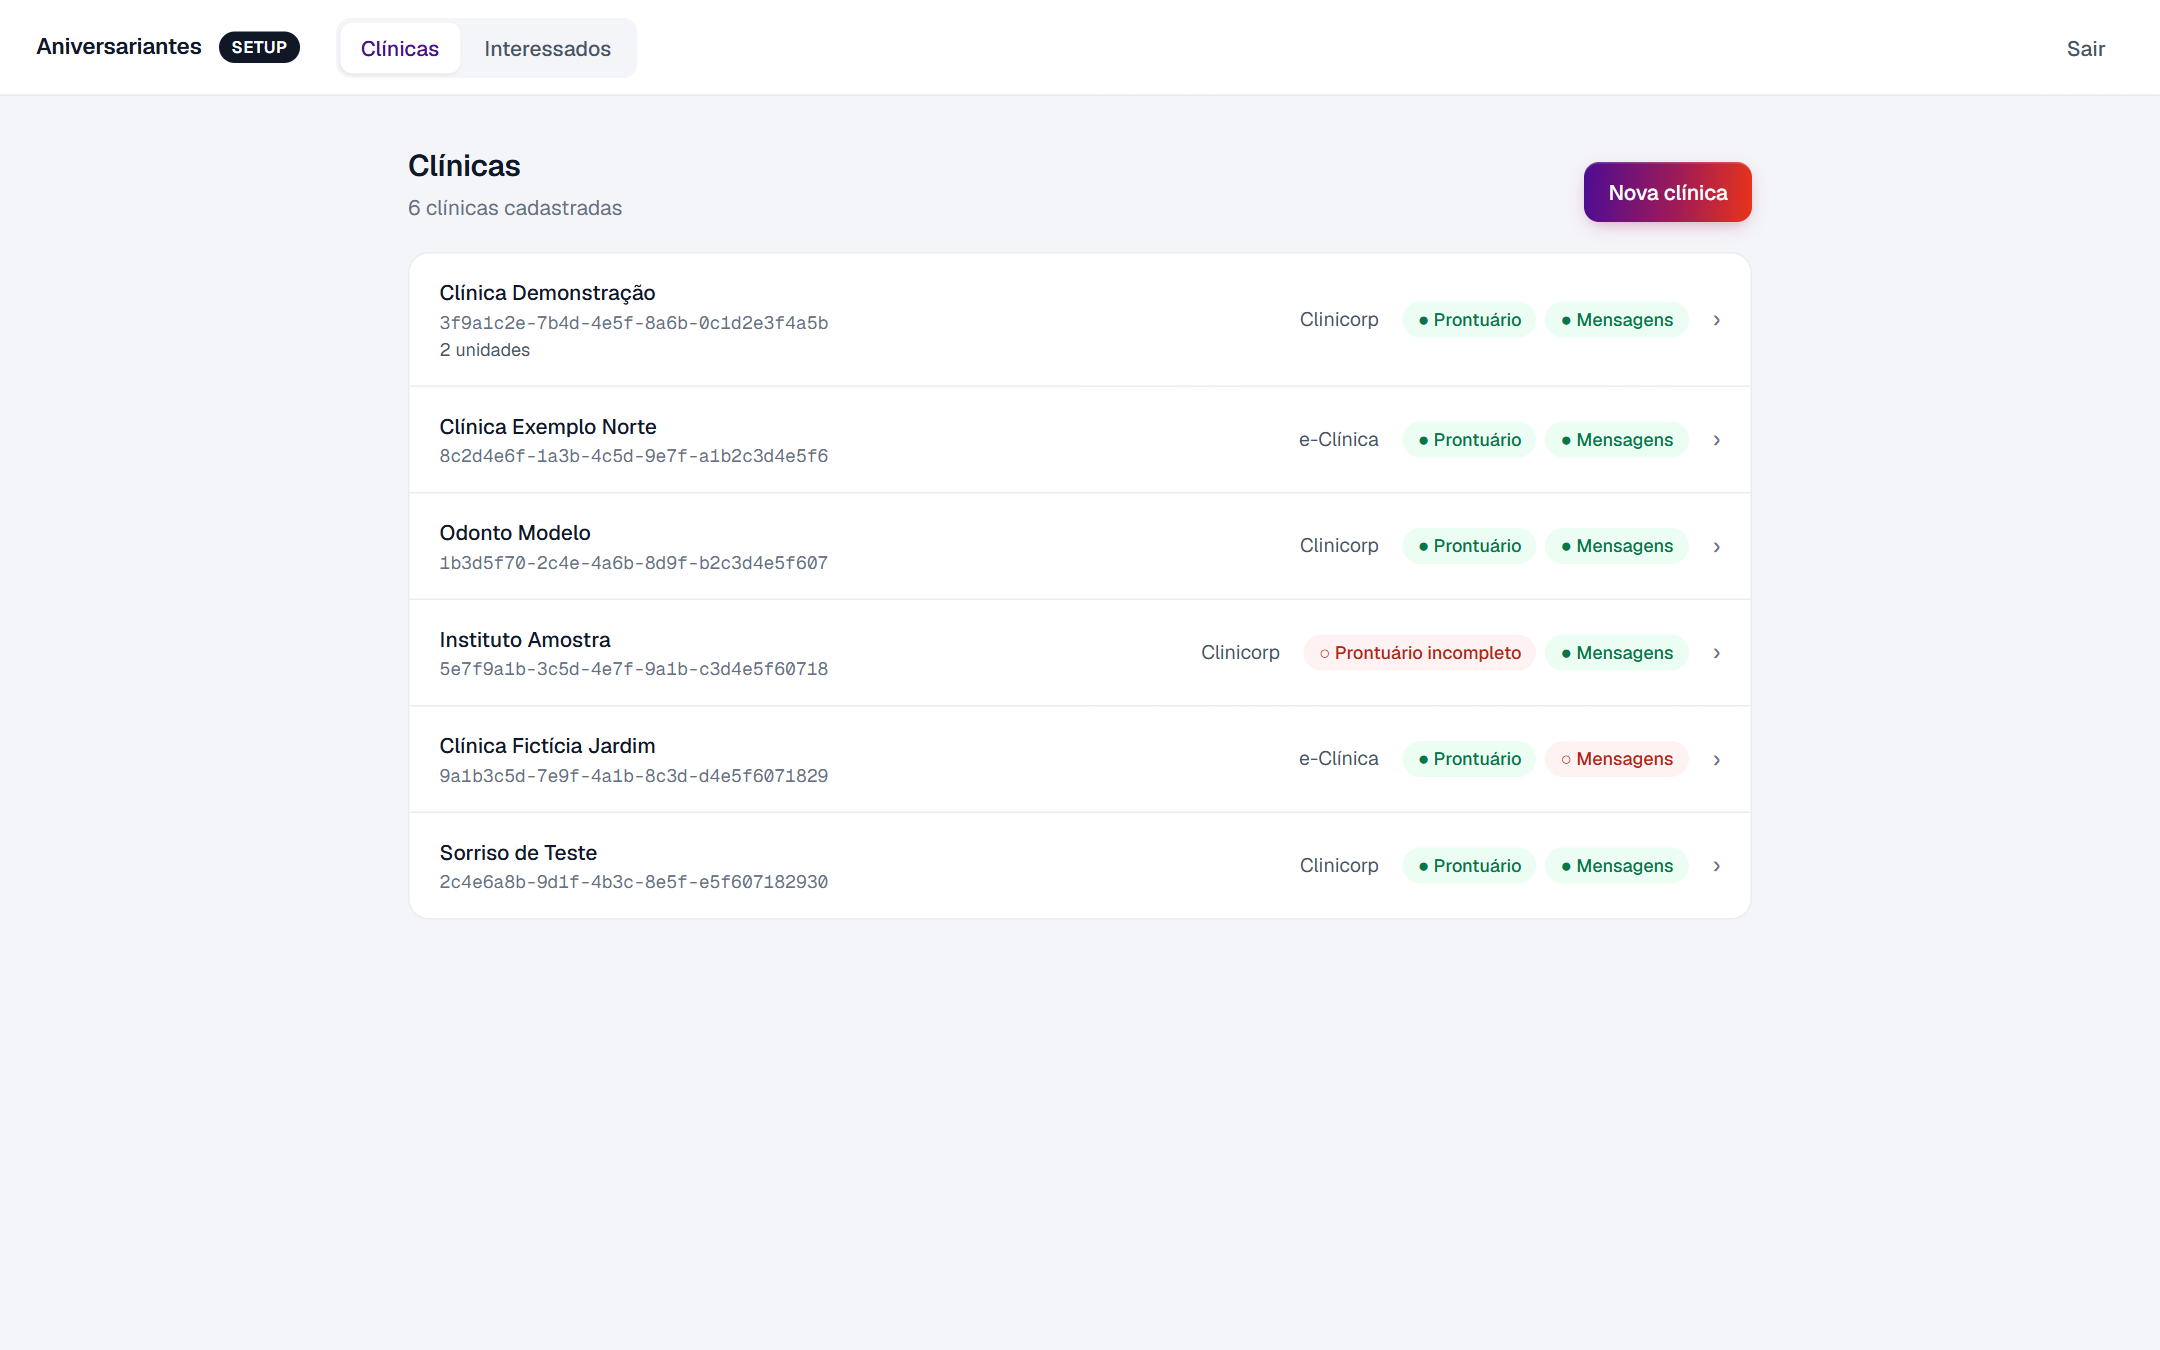 Aniversariantes SETUP Clínicas Interessados Sair
Clínicas
6 clínicas cadastradas
Nova clínica
Clínica Demonstração
3f9a1c2e-7b4d-4e5f-8a6b-0c1d2e3f4a5b
2 unidades
Clinicorp ● Prontuário ● Mensagens ›
Clínica Exemplo Norte
8c2d4e6f-1a3b-4c5d-9e7f-a1b2c3d4e5f6
e-Clínica ● Prontuário ● Mensagens ›
Odonto Modelo
1b3d5f70-2c4e-4a6b-8d9f-b2c3d4e5f607
Clinicorp ● Prontuário ● Mensagens ›
Instituto Amostra
5e7f9a1b-3c5d-4e7f-9a1b-c3d4e5f60718
Clinicorp ○ Prontuário incompleto ● Mensagens ›
Clínica Fictícia Jardim
9a1b3c5d-7e9f-4a1b-8c3d-d4e5f6071829
e-Clínica ● Prontuário ○ Mensagens ›
Sorriso de Teste
2c4e6a8b-9d1f-4b3c-8e5f-e5f607182930
Clinicorp ● Prontuário ● Mensagens ›